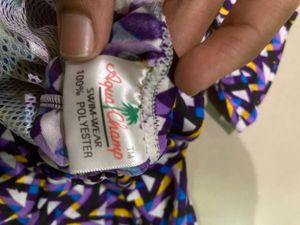 Aqua Champ
SWIM-WEAR
100% POLYESTER